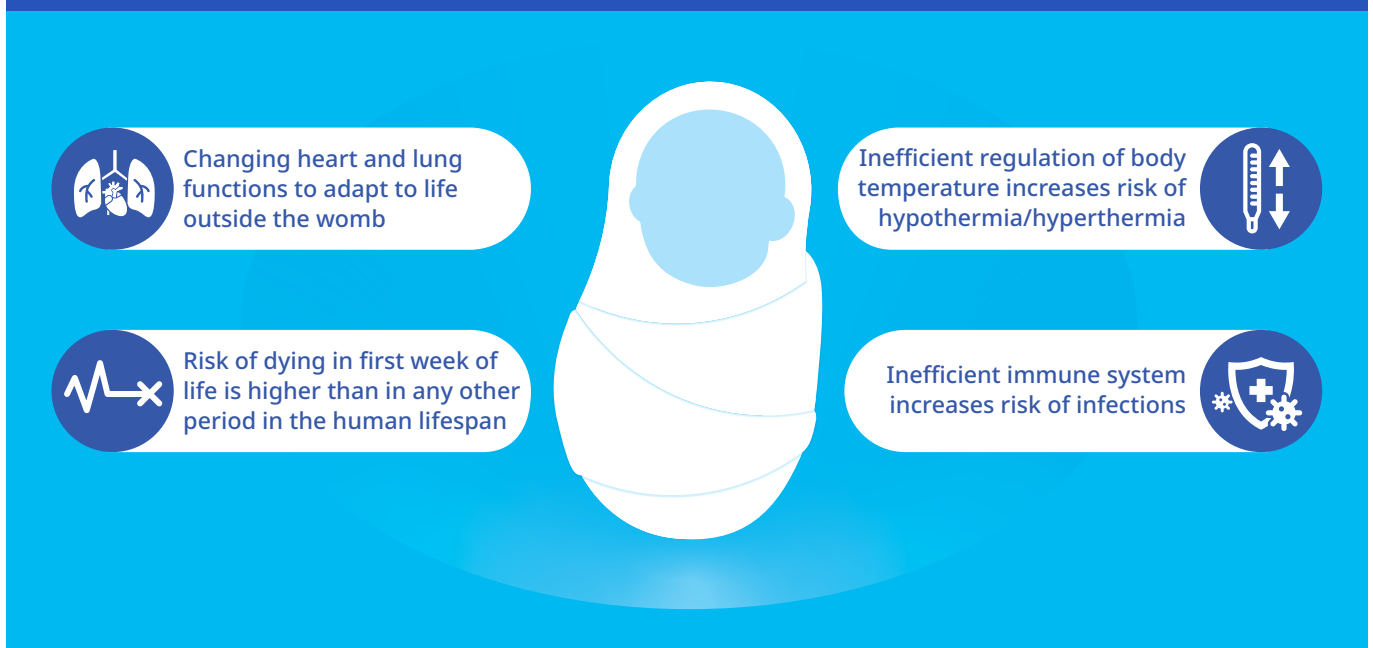 Changing heart and lung
functions to adapt to life
outside the womb
Risk of dying in first week of
life is higher than in any other
period in the human lifespan
Inefficient regulation of body
temperature increases risk of
hypothermia/hyperthermia
Inefficient immune system
increases risk of infections